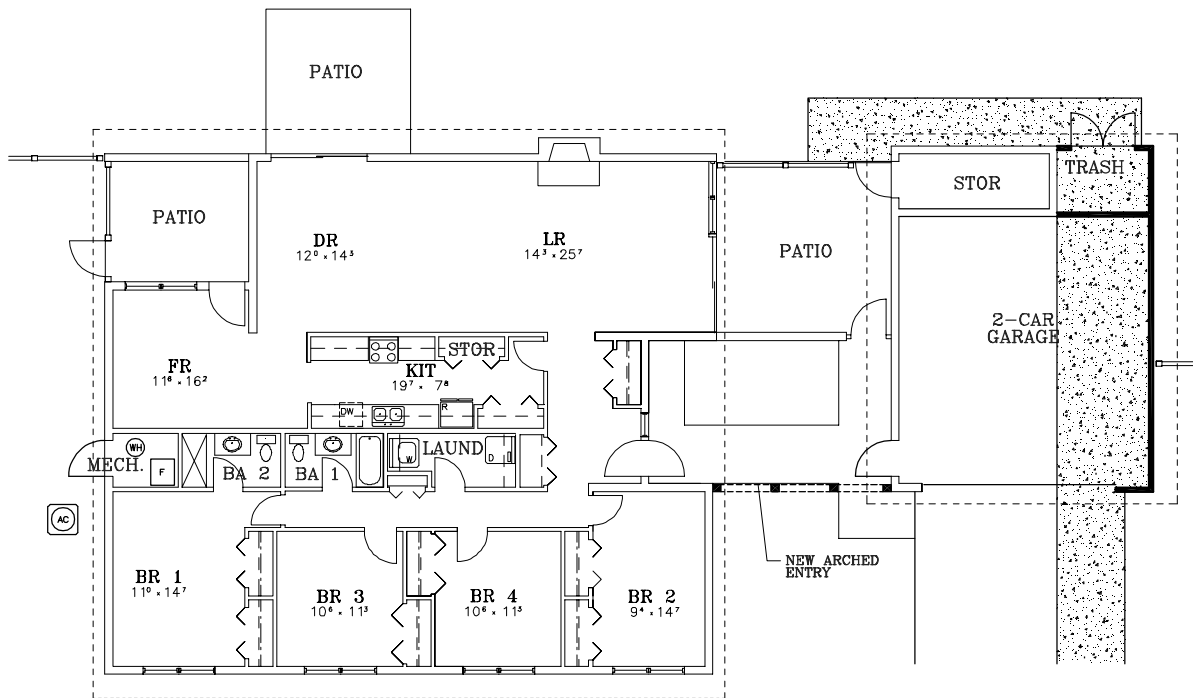 PATIO
PATIO
DR
12⁰ × 14³
LR
14³ × 25⁷
PATIO
STOR
TRASH
2-CAR
GARAGE
FR
11⁶ × 16²
STOR
KIT
19⁷ × 7⁸
DW
R
MECH.
WH
F
BA 2
BA 1
W
LAUND
D
AC
NEW ARCHED
ENTRY
BR 1
11⁰ × 14⁷
BR 3
10⁶ × 11³
BR 4
10⁶ × 11³
BR 2
9⁴ × 14⁷